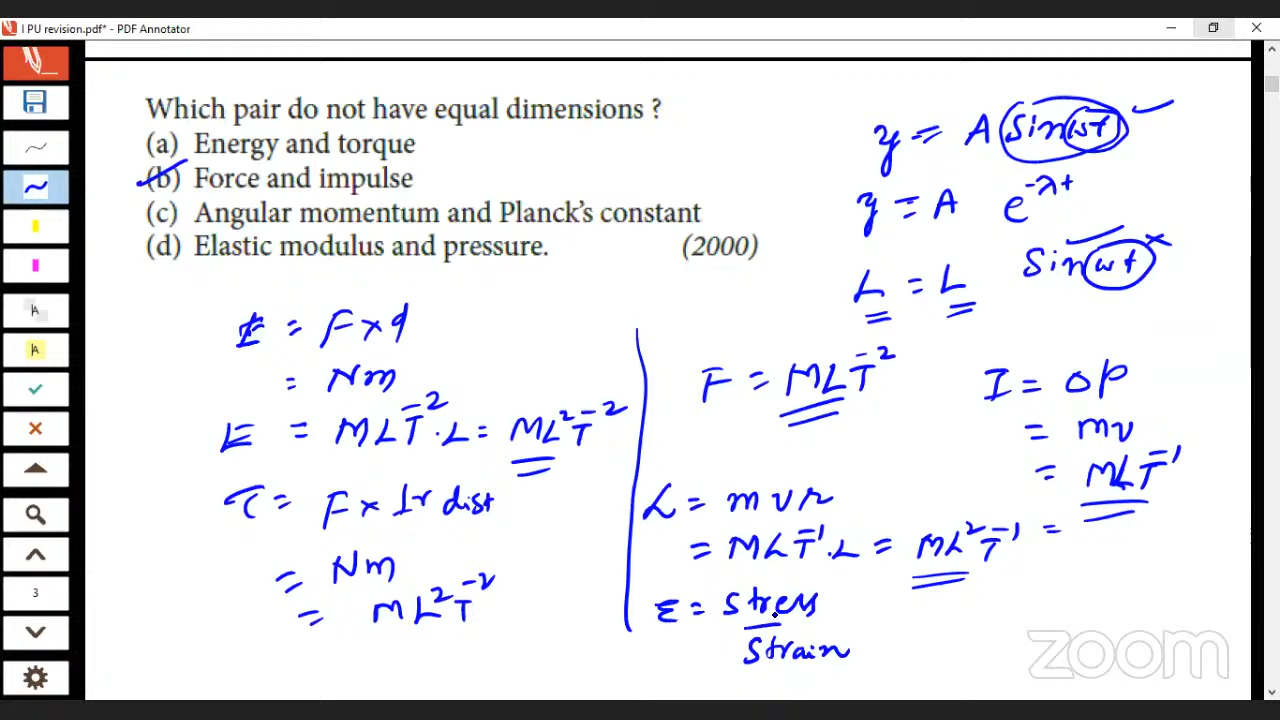 I PU revision.pdf* - PDF Annotator
Which pair do not have equal dimensions ?
(a) Energy and torque
(b) Force and impulse
(c) Angular momentum and Planck's constant
(d) Elastic modulus and pressure. (2000)
y = A Sin ωt
y = A e^-λt
Sin ωt
L = L
E = F × d
= Nm
E = MLT^-2 . L = ML^2T^-2
τ = F × ⊥r dist
= Nm
= ML^2T^-2
F = MLT^-2
I = ΔP
= mv
= MLT^-1
L = m v r
= MLT^-1 . L = ML^2T^-1 =
E = Stress
Strain
3
zoom